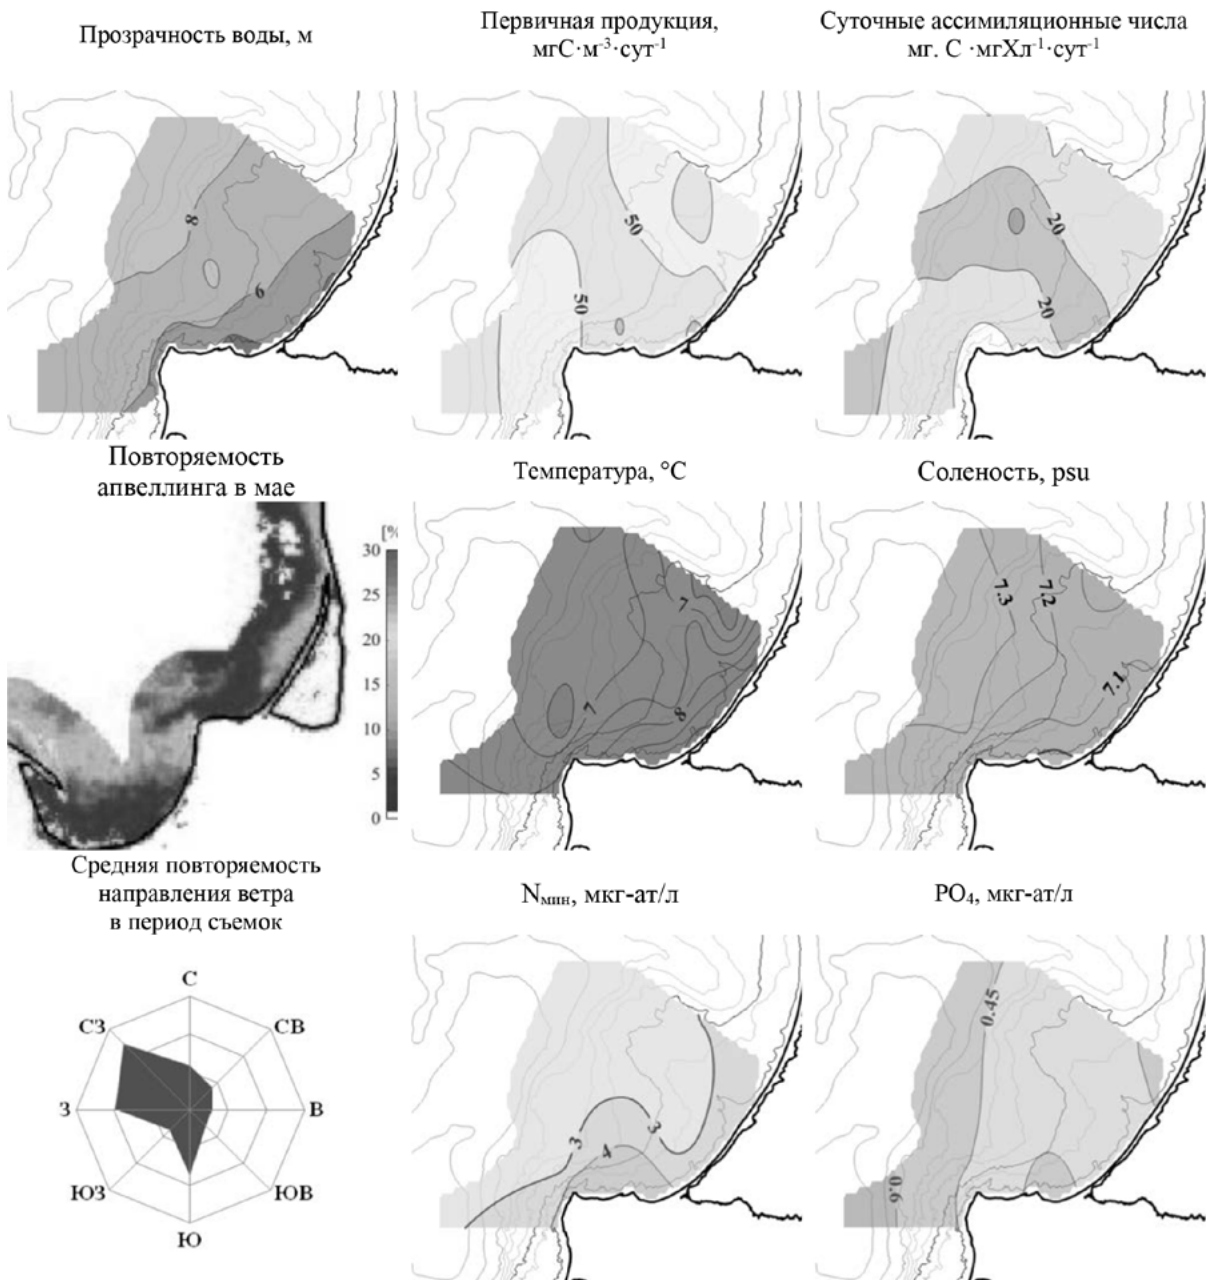 Прозрачность воды, м
Первичная продукция,
мгС·м⁻³·сут⁻¹
Суточные ассимиляционные числа
мг. С ·мгХл⁻¹·сут⁻¹
8
6
50
50
20
20
Повторяемость
апвеллинга в мае
[%
30
25
20
15
10
5
0
Температура, °C
7
7
8
Соленость, psu
7.3
7.2
7.1
Средняя повторяемость
направления ветра
в период съемок
С
СЗ
СВ
З
В
ЮЗ
ЮВ
Ю
Nмин, мкг-ат/л
3
3
4
PO₄, мкг-ат/л
0.45
0.6